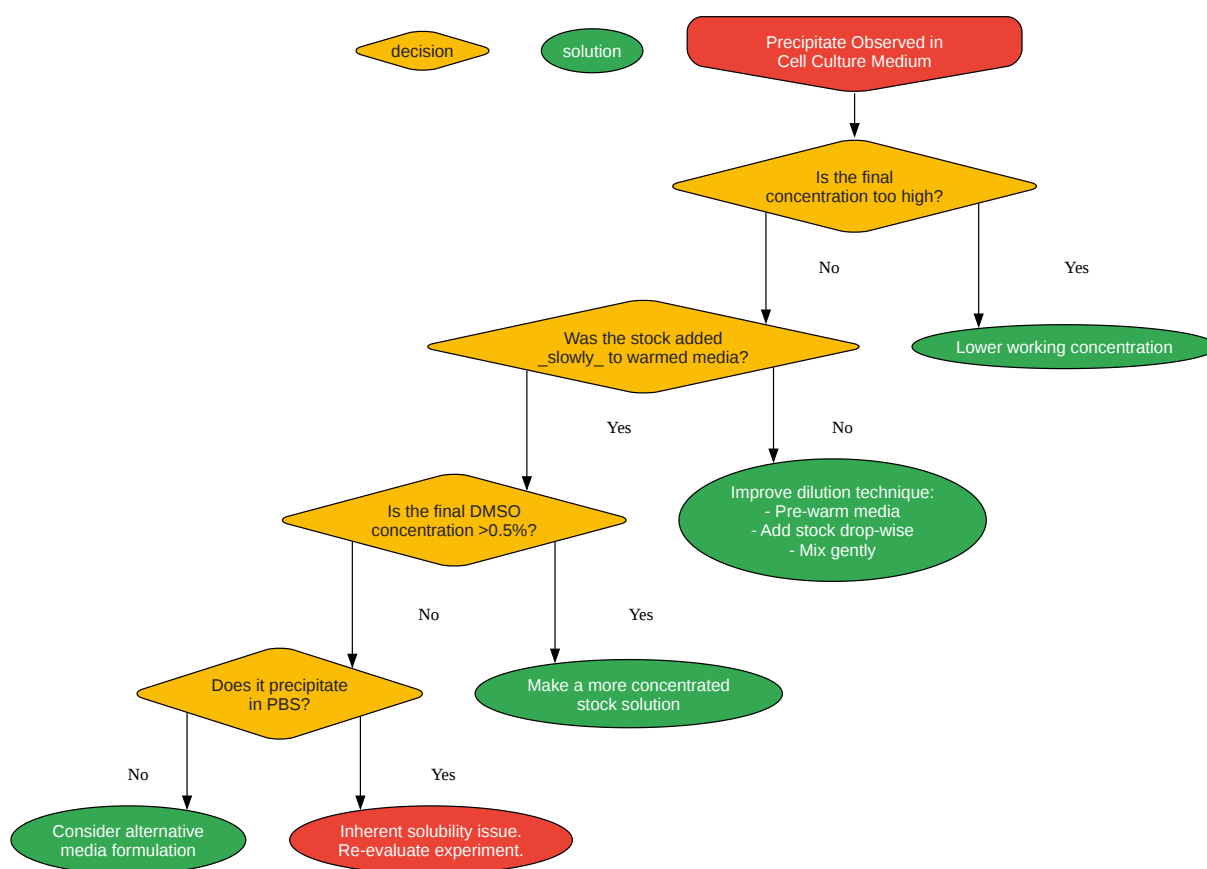 decision
solution
Precipitate Observed in
Cell Culture Medium
Is the final
concentration too high?
No
Yes
Was the stock added
_slowly_ to warmed media?
Lower working concentration
Yes
No
Is the final DMSO
concentration >0.5%?
Improve dilution technique:
- Pre-warm media
- Add stock drop-wise
- Mix gently
No
Yes
Does it precipitate
in PBS?
Make a more concentrated
stock solution
No
Yes
Consider alternative
media formulation
Inherent solubility issue.
Re-evaluate experiment.